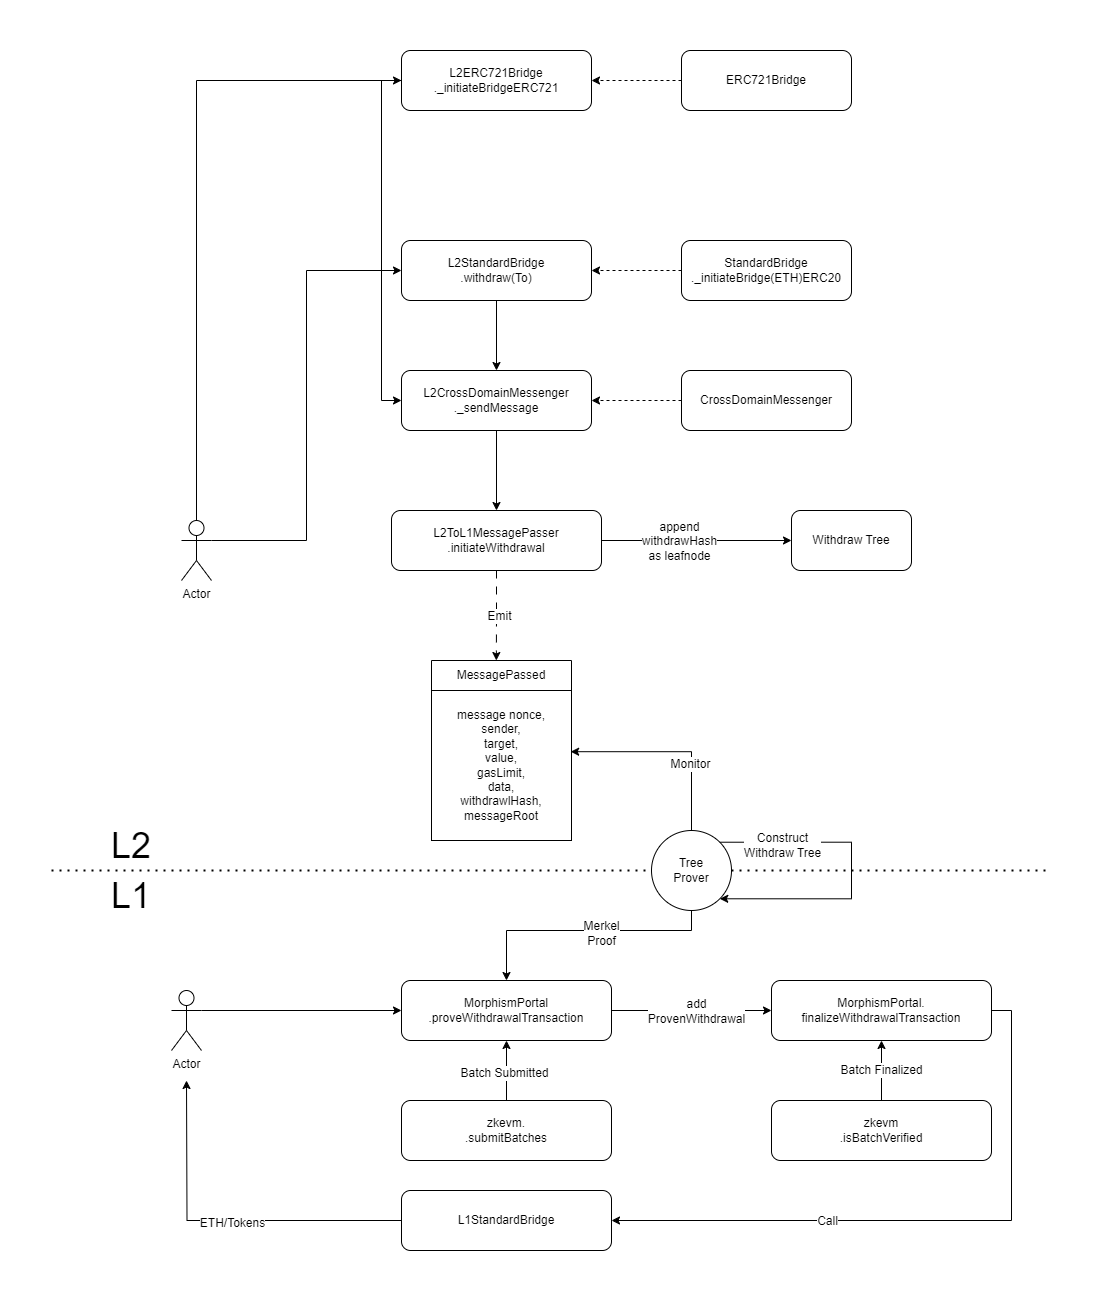 L2ERC721Bridge
._initiateBridgeERC721
ERC721Bridge
L2StandardBridge
.withdraw(To)
StandardBridge
._initiateBridge(ETH)ERC20
L2CrossDomainMessenger
._sendMessage
CrossDomainMessenger
L2ToL1MessagePasser
.initiateWithdrawal
append
withdrawHash
as leafnode
Withdraw Tree
Actor
Emit
MessagePassed
message nonce,
sender,
target,
value,
gasLimit,
data,
withdrawlHash,
messageRoot
Monitor
L2
Construct
Withdraw Tree
Tree
Prover
L1
Merkel
Proof
MorphismPortal
.proveWithdrawalTransaction
add
ProvenWithdrawal
MorphismPortal.
finalizeWithdrawalTransaction
Actor
Batch Submitted
Batch Finalized
zkevm.
.submitBatches
zkevm
.isBatchVerified
ETH/Tokens
L1StandardBridge
Call